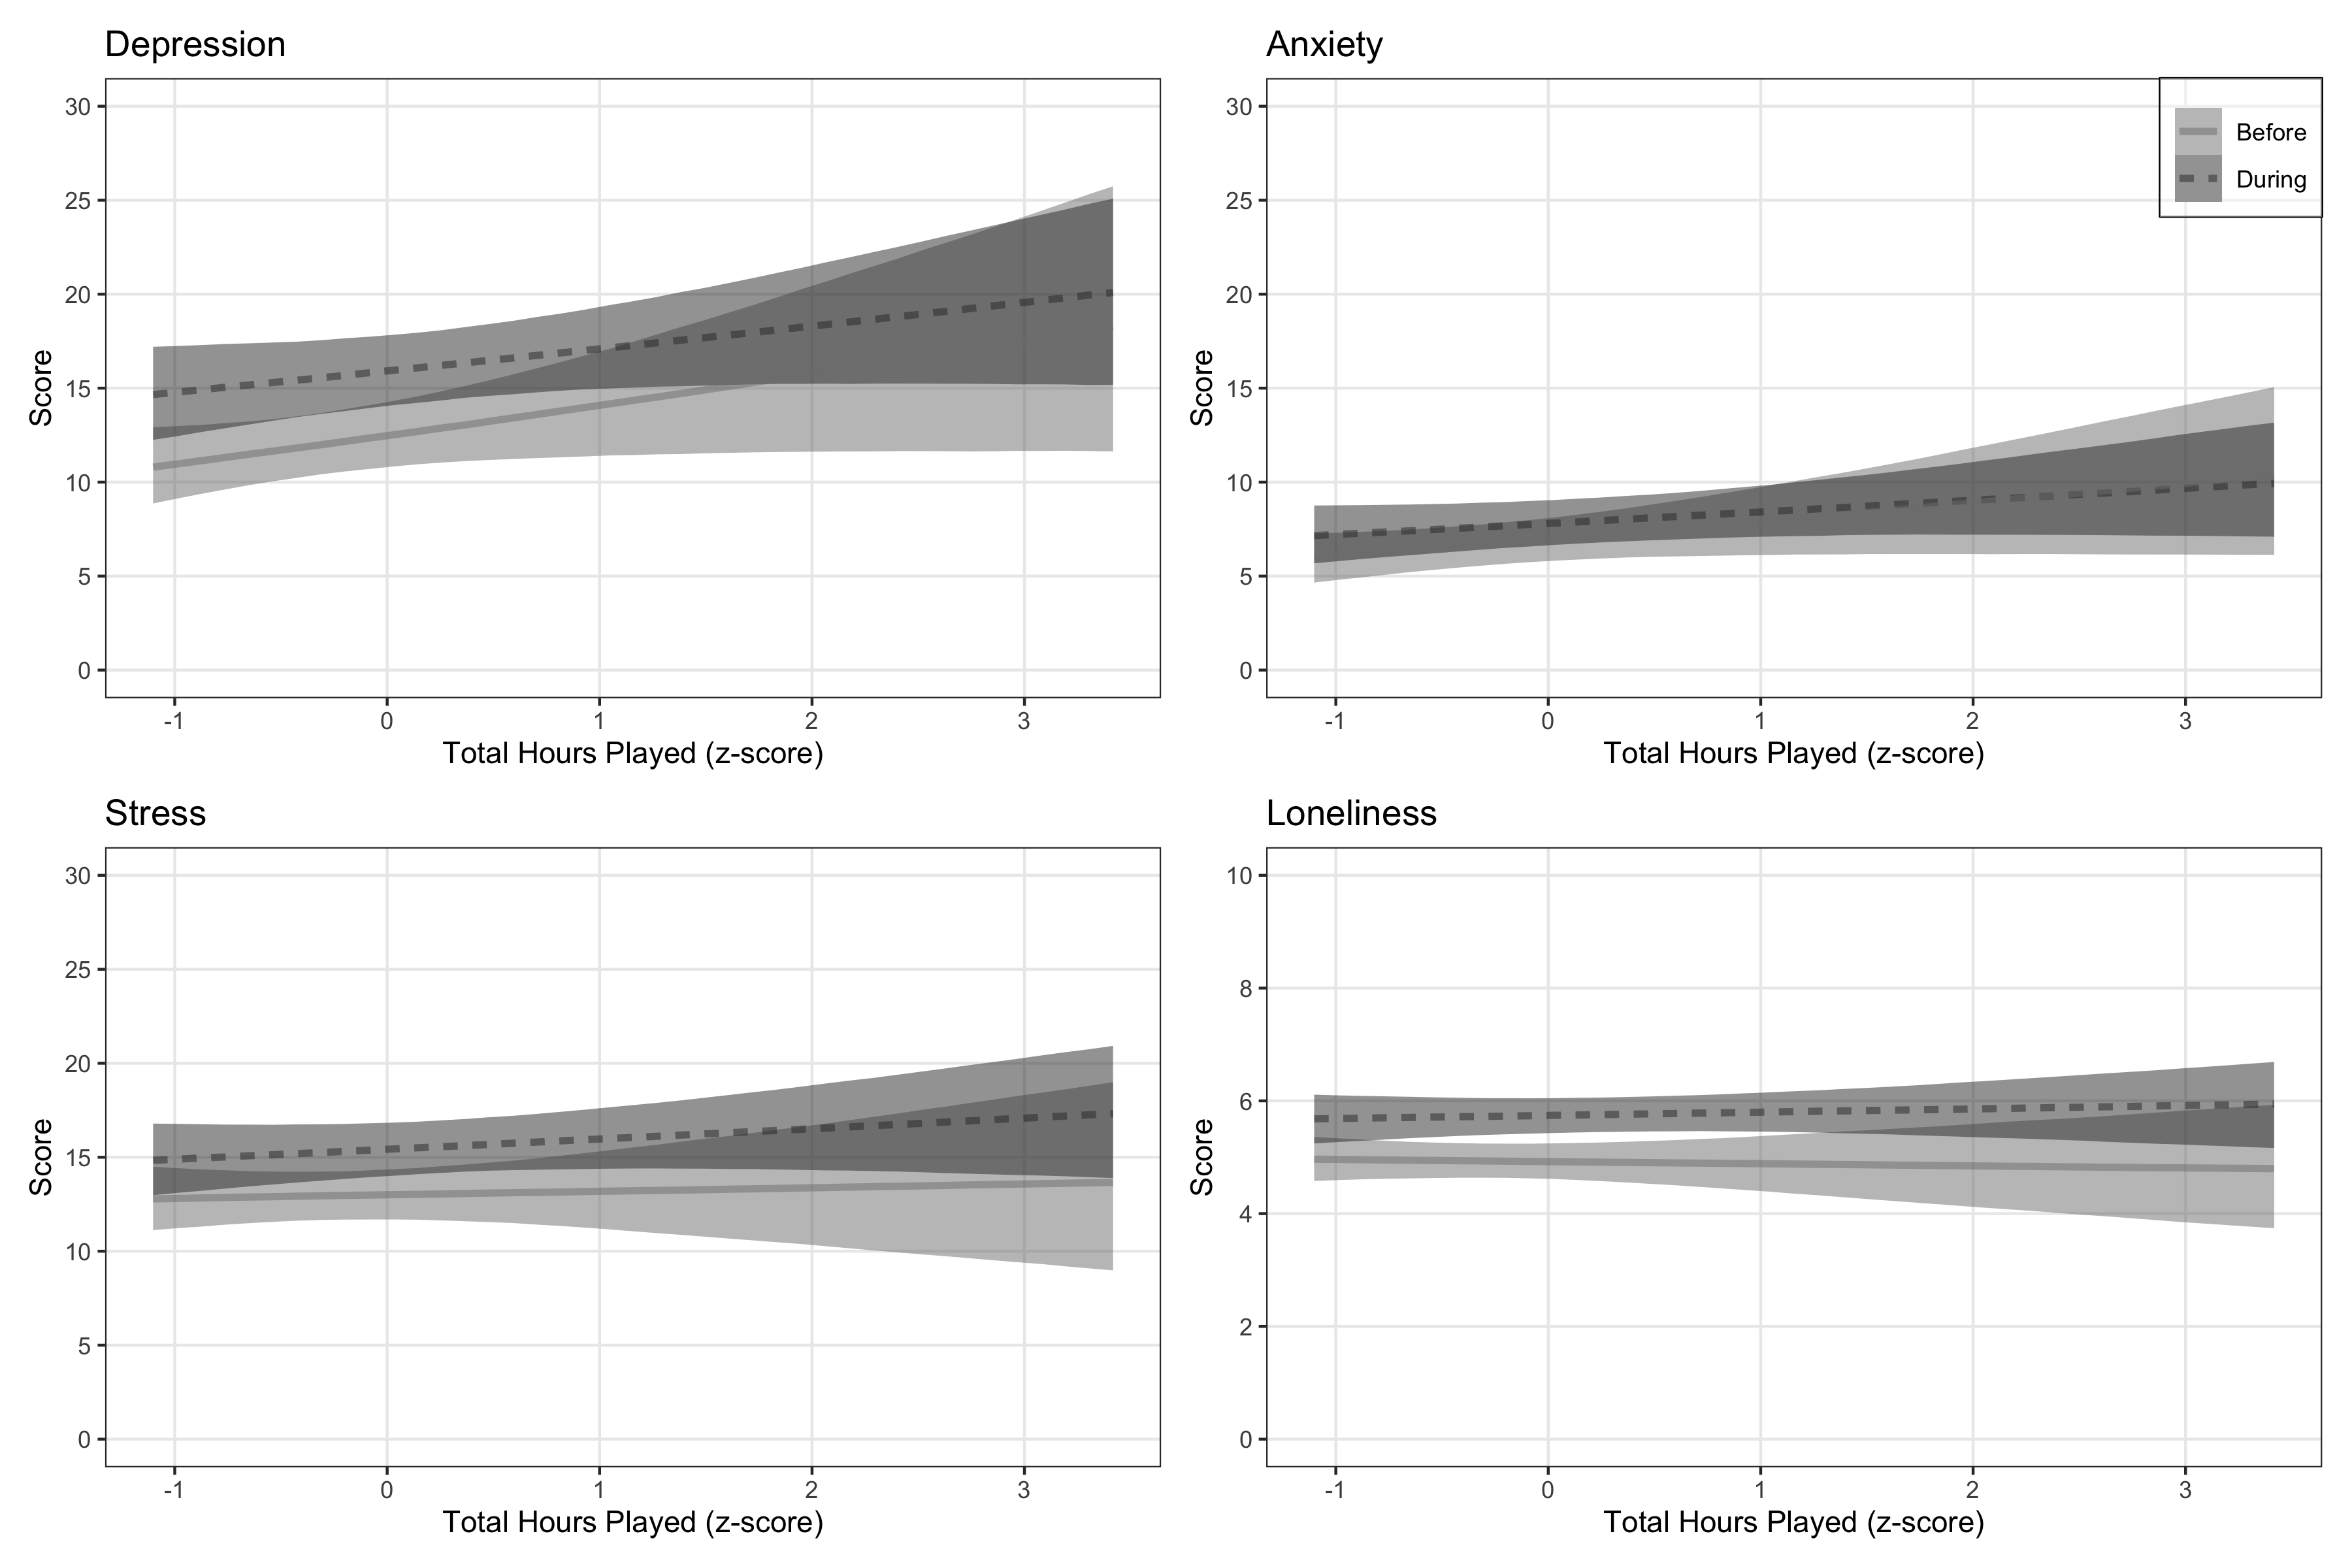 Depression
30
25
20
15
10
5
0
Score
-1 0 1 2 3
Total Hours Played (z-score)
Anxiety
30
25
20
15
10
5
0
Score
-1 0 1 2 3
Total Hours Played (z-score)
Before
During
Stress
30
25
20
15
10
5
0
Score
-1 0 1 2 3
Total Hours Played (z-score)
Loneliness
10
8
6
4
2
0
Score
-1 0 1 2 3
Total Hours Played (z-score)